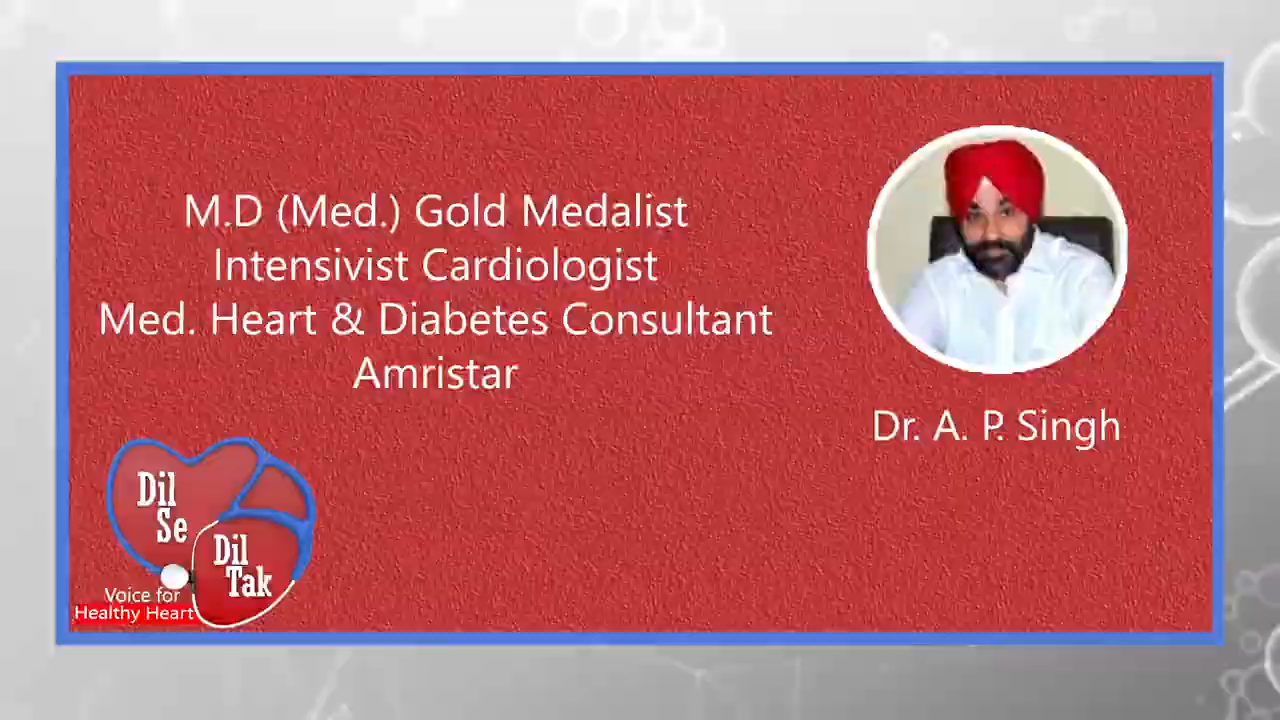 M.D (Med.) Gold Medalist
Intensivist Cardiologist
Med. Heart & Diabetes Consultant
Amristar
Dr. A. P. Singh
Dil
Se
Dil
Tak
Voice for
Healthy Heart